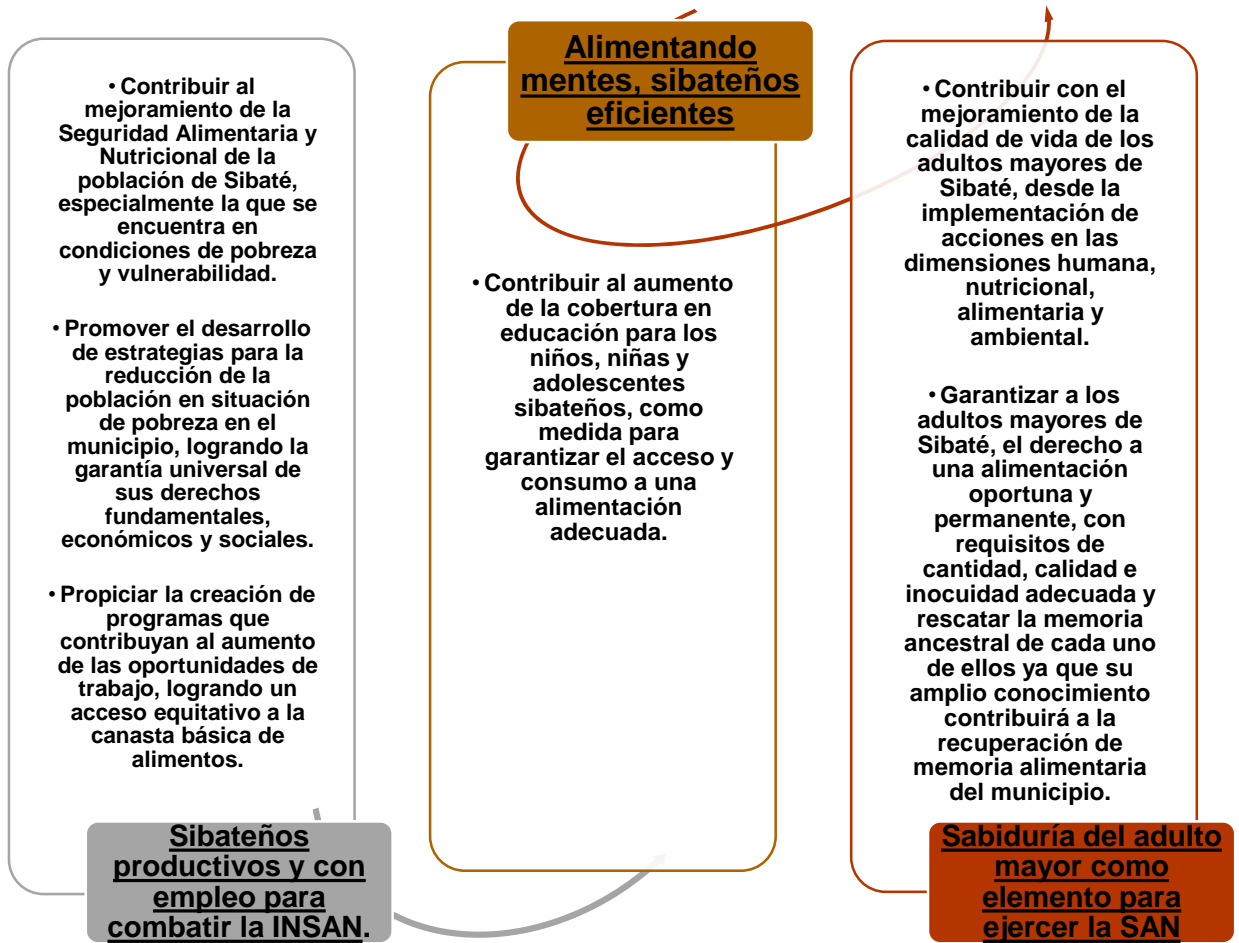 • Contribuir al
mejoramiento de la
Seguridad Alimentaria y
Nutricional de la
población de Sibaté,
especialmente la que se
encuentra en
condiciones de pobreza
y vulnerabilidad.
• Promover el desarrollo
de estrategias para la
reducción de la
población en situación
de pobreza en el
municipio, logrando la
garantía universal de
sus derechos
fundamentales,
económicos y sociales.
• Propiciar la creación de
programas que
contribuyan al aumento
de las oportunidades de
trabajo, logrando un
acceso equitativo a la
canasta básica de
alimentos.
Sibateños
productivos y con
empleo para
combatir la INSAN.
Alimentando
mentes, sibateños
eficientes
• Contribuir al aumento
de la cobertura en
educación para los
niños, niñas y
adolescentes
sibateños, como
medida para
garantizar el acceso y
consumo a una
alimentación
adecuada.
• Contribuir con el
mejoramiento de la
calidad de vida de los
adultos mayores de
Sibaté, desde la
implementación de
acciones en las
dimensiones humana,
nutricional,
alimentaria y
ambiental.
• Garantizar a los
adultos mayores de
Sibaté, el derecho a
una alimentación
oportuna y
permanente, con
requisitos de
cantidad, calidad e
inocuidad adecuada y
rescatar la memoria
ancestral de cada uno
de ellos ya que su
amplio conocimiento
contribuirá a la
recuperación de
memoria alimentaria
del municipio.
Sabiduría del adulto
mayor como
elemento para
ejercer la SAN